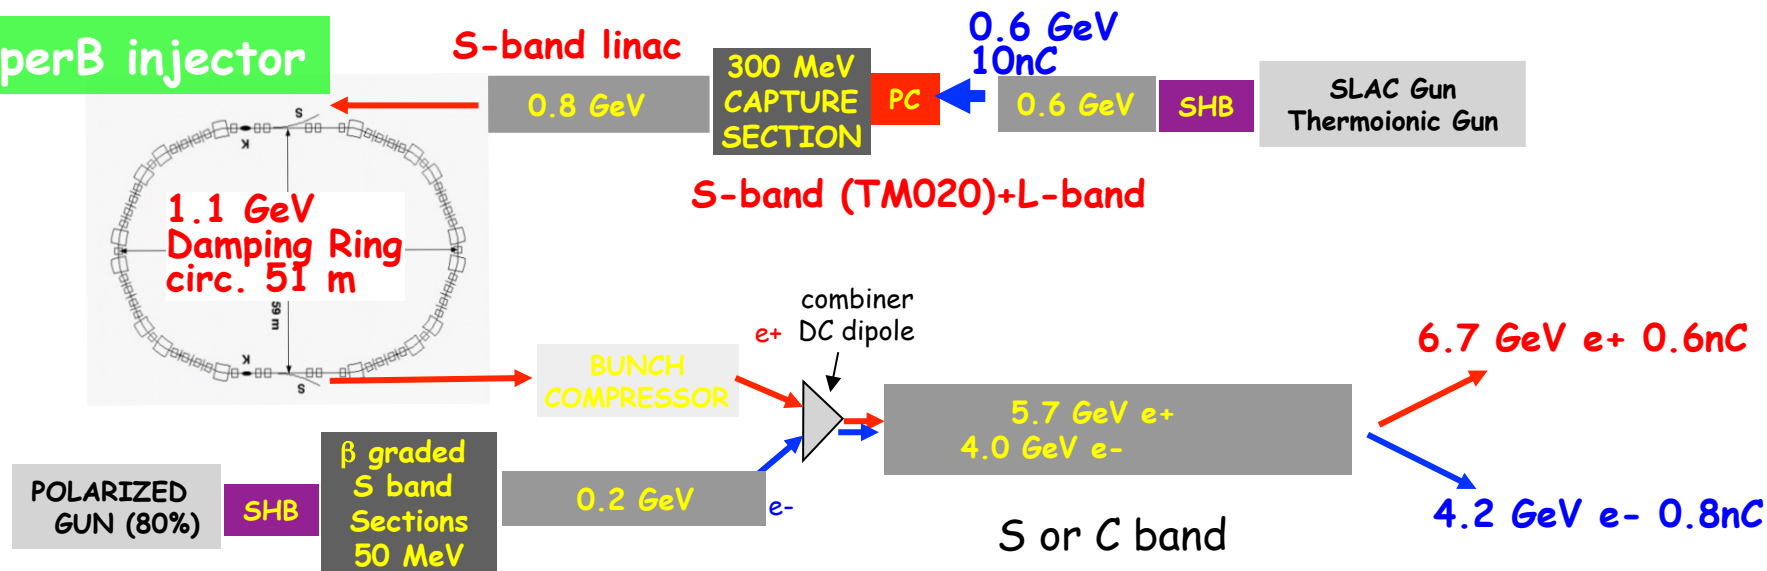 perB injector
S-band linac
0.6 GeV
10nC
0.8 GeV
300 MeV
CAPTURE
SECTION
PC
0.6 GeV
SHB
SLAC Gun
Thermoionic Gun
S-band (TM020)+L-band
S
K
1.1 GeV
Damping Ring
circ. 51 m
59 m
K
S
combiner
DC dipole
e+
BUNCH
COMPRESSOR
6.7 GeV e+ 0.6nC
5.7 GeV e+
4.0 GeV e-
POLARIZED
GUN (80%)
SHB
β graded
S band
Sections
50 MeV
0.2 GeV
e-
S or C band
4.2 GeV e- 0.8nC